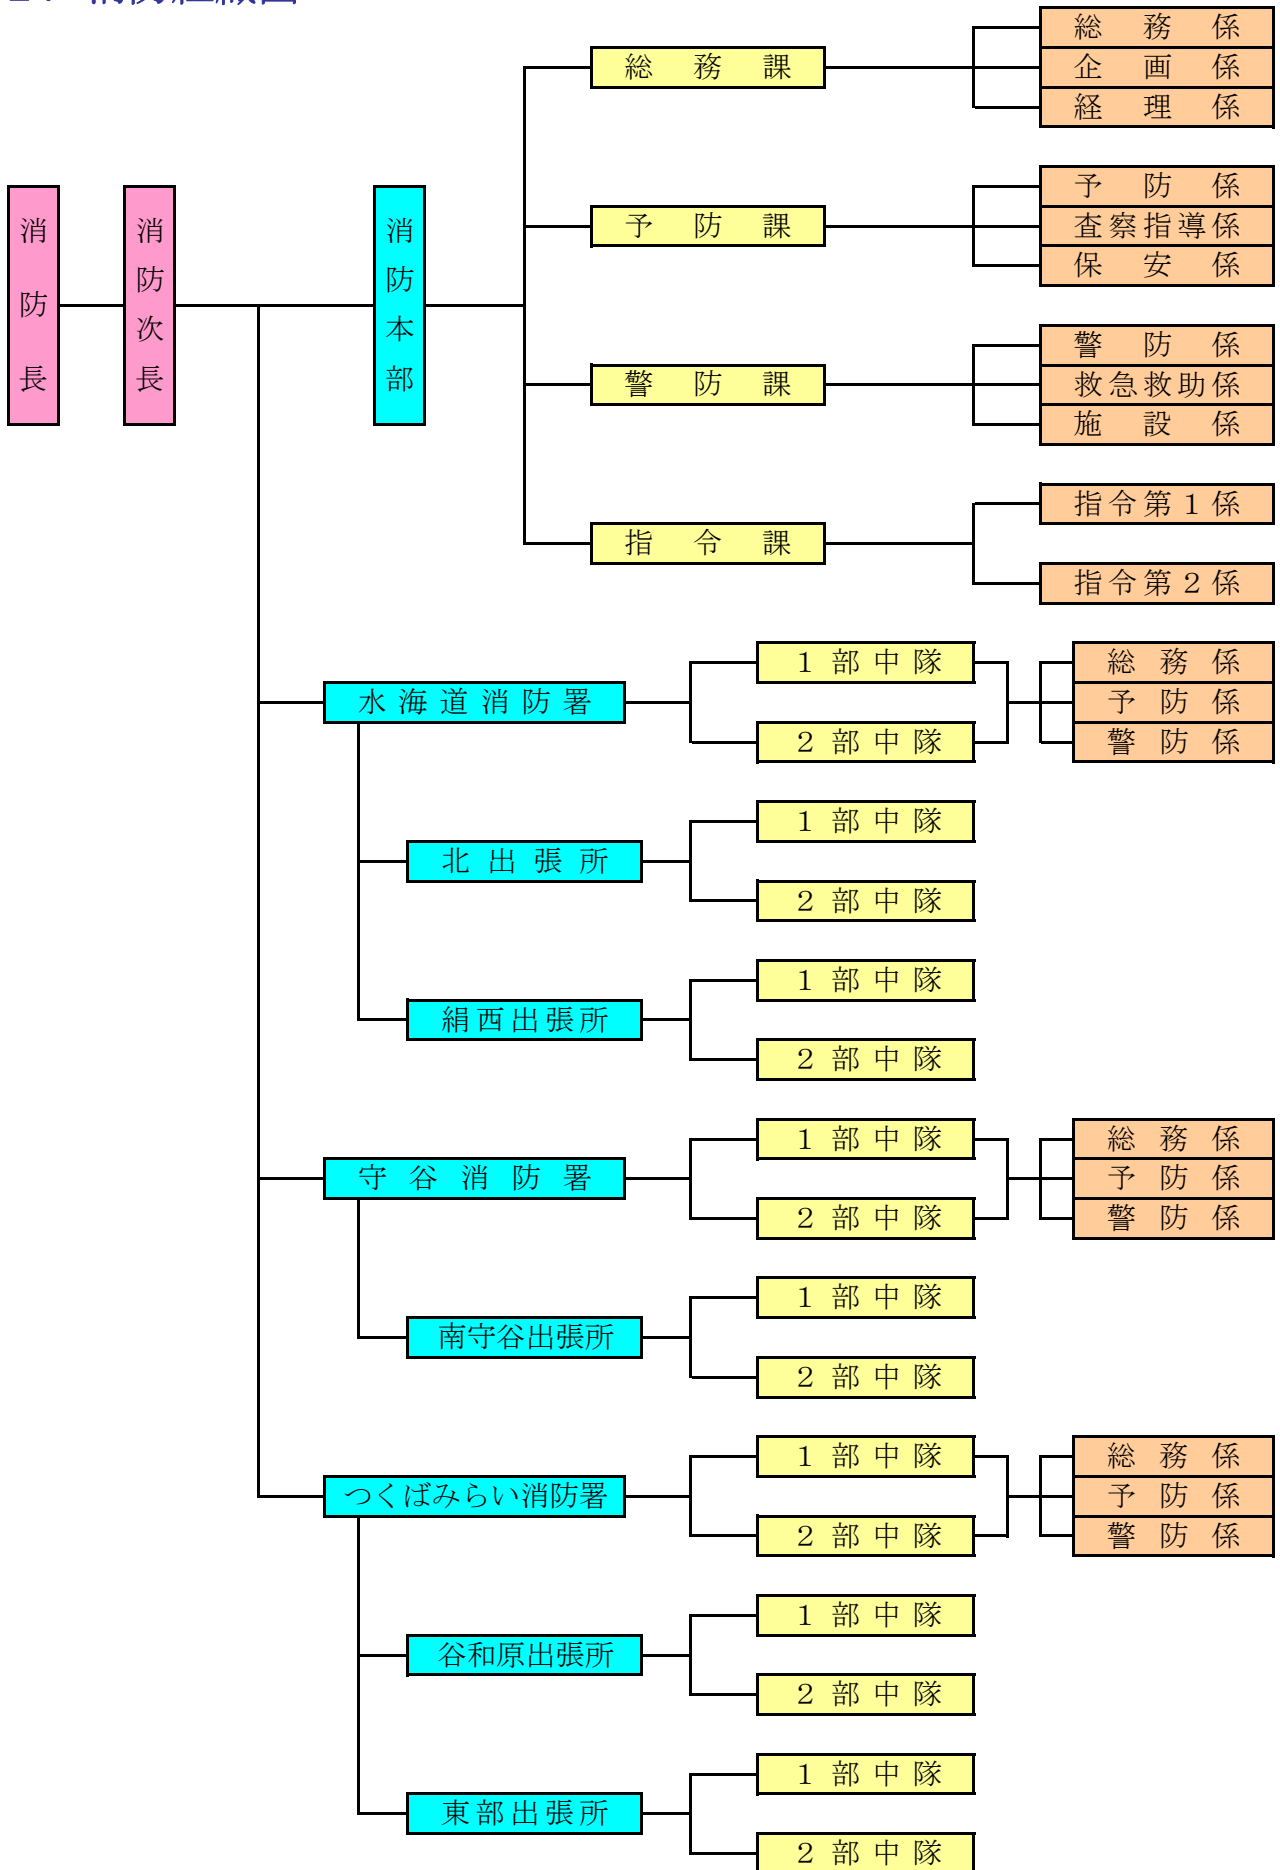 消防組織図
総務課
総務係
企画係
経理係
消防長
消防次長
消防本部
予防課
予防係
査察指導係
保安係
警防課
警防係
救急救助係
施設係
指令課
指令第１係
指令第２係
水海道消防署
１部中隊
２部中隊
総務係
予防係
警防係
北出張所
１部中隊
２部中隊
絹西出張所
１部中隊
２部中隊
守谷消防署
１部中隊
２部中隊
総務係
予防係
警防係
南守谷出張所
１部中隊
２部中隊
つくばみらい消防署
１部中隊
２部中隊
総務係
予防係
警防係
谷和原出張所
１部中隊
２部中隊
東部出張所
１部中隊
２部中隊